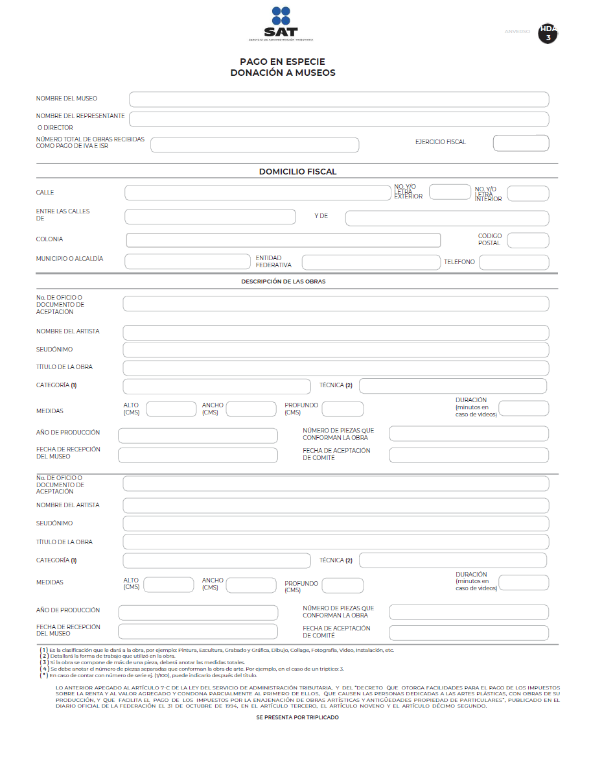 SAT
HDA
3
PAGO EN ESPECIE
DONACIÓN A MUSEOS
NOMBRE DEL MUSEO
NOMBRE DEL REPRESENTANTE
O DIRECTOR
NÚMERO TOTAL DE OBRAS RECIBIDAS
COMO PAGO DE IVA E ISR
EJERCICIO FISCAL
DOMICILIO FISCAL
CALLE
NO. Y/O
LETRA
EXTERIOR
NO. Y/O
LETRA
INTERIOR
ENTRE LAS CALLES
DE
Y DE
COLONIA
CÓDIGO
POSTAL
MUNICIPIO O ALCALDÍA
ENTIDAD
FEDERATIVA
TELÉFONO
DESCRIPCIÓN DE LAS OBRAS
No. DE OFICIO O
DOCUMENTO DE
ACEPTACIÓN
NOMBRE DEL ARTISTA
SEUDÓNIMO
TÍTULO DE LA OBRA
CATEGORÍA (1)
TÉCNICA (2)
MEDIDAS
ALTO
(CMS)
ANCHO
(CMS)
PROFUNDO
(CMS)
DURACIÓN
(minutos en
caso de videos)
AÑO DE PRODUCCIÓN
NÚMERO DE PIEZAS QUE
CONFORMAN LA OBRA
FECHA DE RECEPCIÓN
DEL MUSEO
FECHA DE ACEPTACIÓN
DE COMITÉ
No. DE OFICIO O
DOCUMENTO DE
ACEPTACIÓN
NOMBRE DEL ARTISTA
SEUDÓNIMO
TÍTULO DE LA OBRA
CATEGORÍA (1)
TÉCNICA (2)
MEDIDAS
ALTO
(CMS)
ANCHO
(CMS)
PROFUNDO
(CMS)
DURACIÓN
(minutos en
caso de videos)
AÑO DE PRODUCCIÓN
NÚMERO DE PIEZAS QUE
CONFORMAN LA OBRA
FECHA DE RECEPCIÓN
DEL MUSEO
FECHA DE ACEPTACIÓN
DE COMITÉ
( 1 ) Es la clasificación que le dará a la obra, por ejemplo: Pintura, Escultura, Grabado y Gráfica, Dibujo, Collage, Fotografía, Video, Instalación, etc.
( 2 ) Detallará la forma de trabajo que utilizó en la obra.
( 3 ) Si la obra se compone de más de una pieza, deberá anotar las medidas totales.
( 4 ) Se debe anotar el número de piezas separadas que conforman la obra de arte. Por ejemplo, en el caso de un tríptico: 3.
( * ) En caso de contar con número de serie ej. (1/100), puede indicarlo después del título.
LO ANTERIOR APEGADO AL ARTÍCULO 7-C DE LA LEY DEL SERVICIO DE ADMINISTRACIÓN TRIBUTARIA, Y DEL "DECRETO QUE OTORGA FACILIDADES PARA EL PAGO DE LOS IMPUESTOS
SOBRE LA RENTA Y AL VALOR AGREGADO Y CONDONA PARCIALMENTE AL PRIMERO DE ELLOS, QUE CAUSEN LAS PERSONAS DEDICADAS A LAS ARTES PLÁSTICAS, CON OBRAS DE SU
PRODUCCIÓN, Y QUE FACILITA EL PAGO DE LOS IMPUESTOS POR LA ENAJENACIÓN DE OBRAS ARTÍSTICAS Y ANTIGÜEDADES PROPIEDAD DE PARTICULARES", PUBLICADO EN EL
DIARIO OFICIAL DE LA FEDERACIÓN EL 31 DE OCTUBRE DE 1994, EN EL ARTÍCULO TERCERO, EL ARTÍCULO NOVENO Y EL ARTÍCULO DÉCIMO SEGUNDO.
SE PRESENTA POR TRIPLICADO